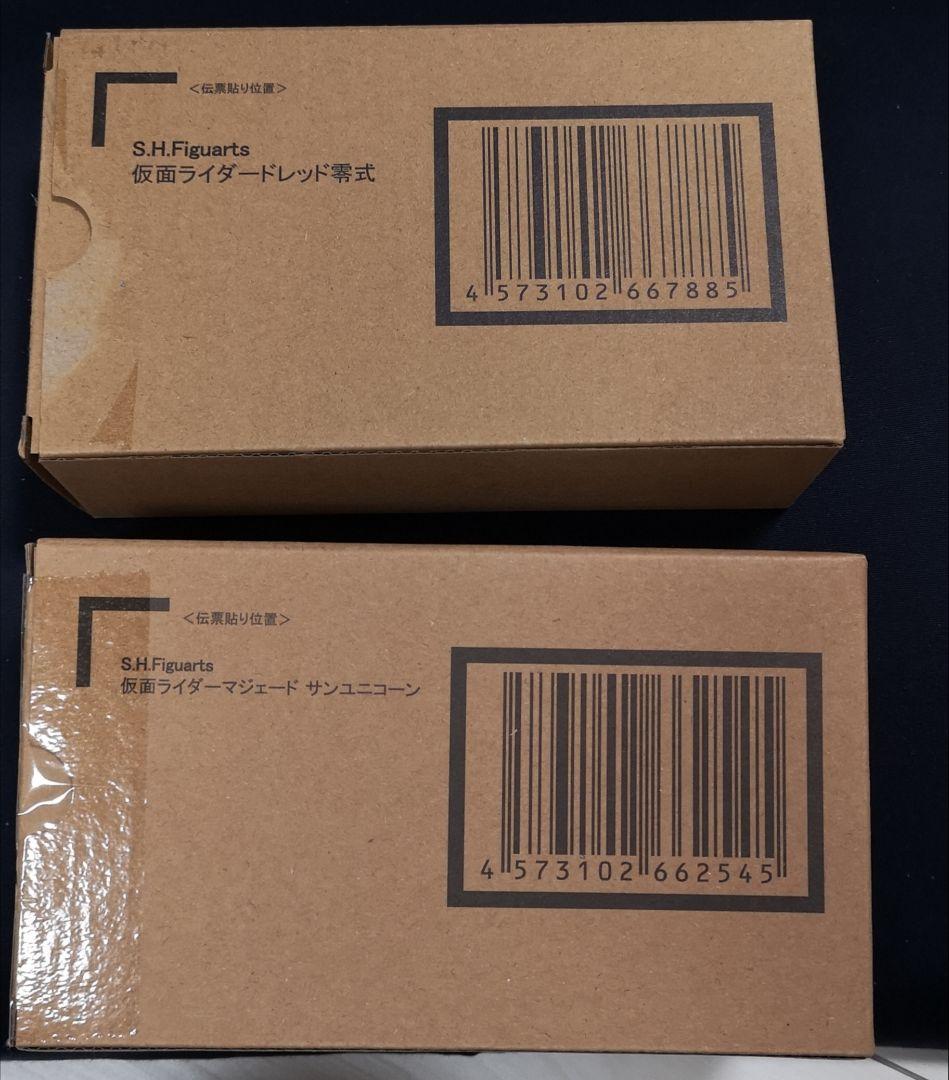 <伝票貼り位置>
S.H.Figuarts
仮面ライダードレッド零式
4 573102 667885
<伝票貼り位置>
S.H.Figuarts
仮面ライダーマジェード サンユニコーン
4 573102 662545